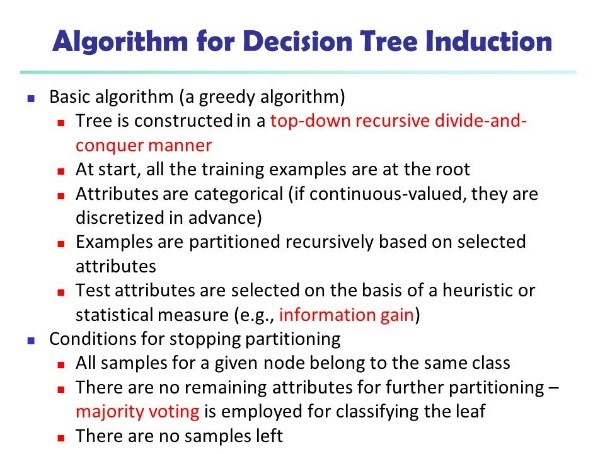 Algorithm for Decision Tree Induction
Basic algorithm (a greedy algorithm)
Tree is constructed in a top-down recursive divide-and-
conquer manner
At start, all the training examples are at the root
Attributes are categorical (if continuous-valued, they are
discretized in advance)
Examples are partitioned recursively based on selected
attributes
Test attributes are selected on the basis of a heuristic or
statistical measure (e.g., information gain)
Conditions for stopping partitioning
All samples for a given node belong to the same class
There are no remaining attributes for further partitioning –
majority voting is employed for classifying the leaf
There are no samples left